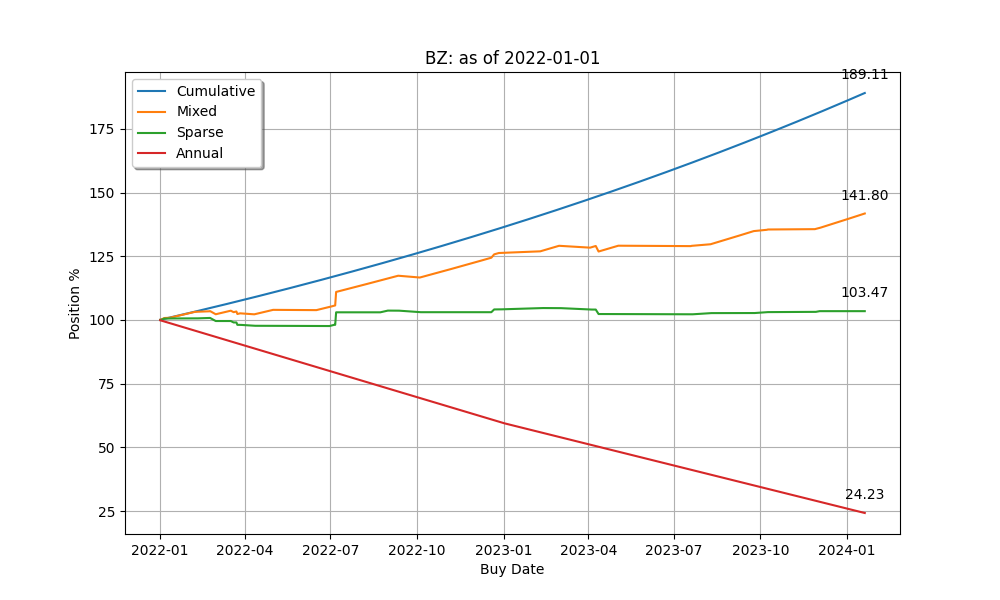 BZ: as of 2022-01-01
189.11
Cumulative
Mixed
Sparse
Annual
175
150
141.80
125
103.47
100
75
50
25
24.23
Position %
2022-01 2022-04 2022-07 2022-10 2023-01 2023-04 2023-07 2023-10 2024-01
Buy Date